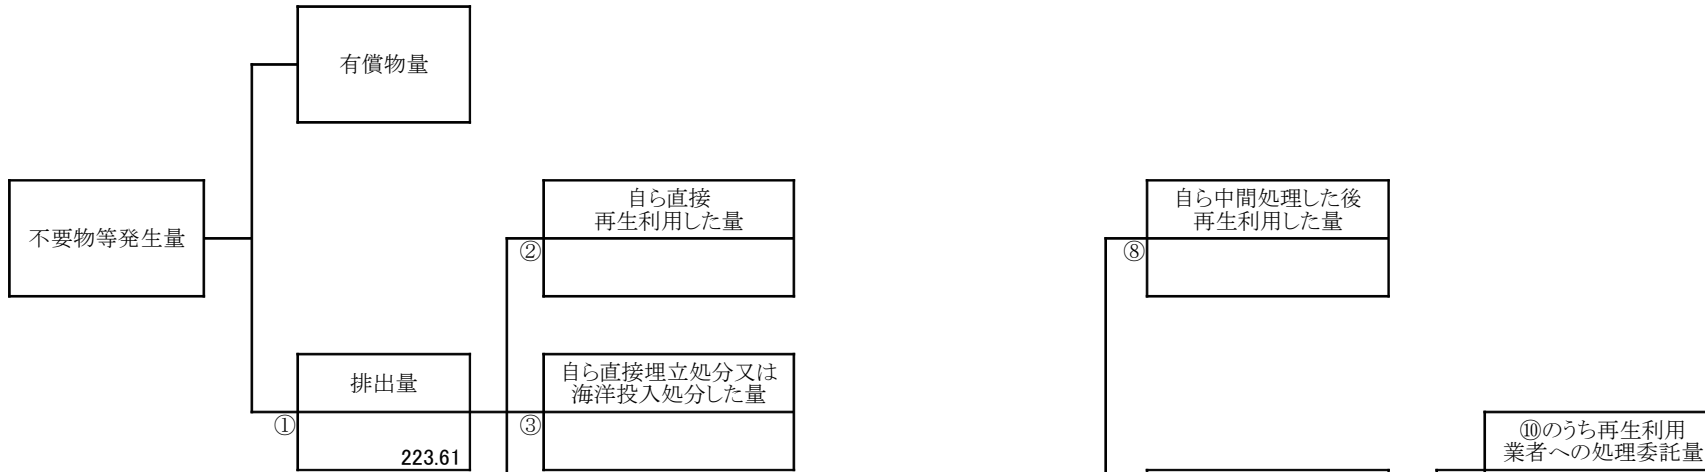 有償物量
不要物等発生量
自ら直接
再生利用した量
②
自ら中間処理した後
再生利用した量
⑧
排出量
①
223.61
自ら直接埋立処分又は
海洋投入処分した量
③
⑩のうち再生利用
業者への処理委託量